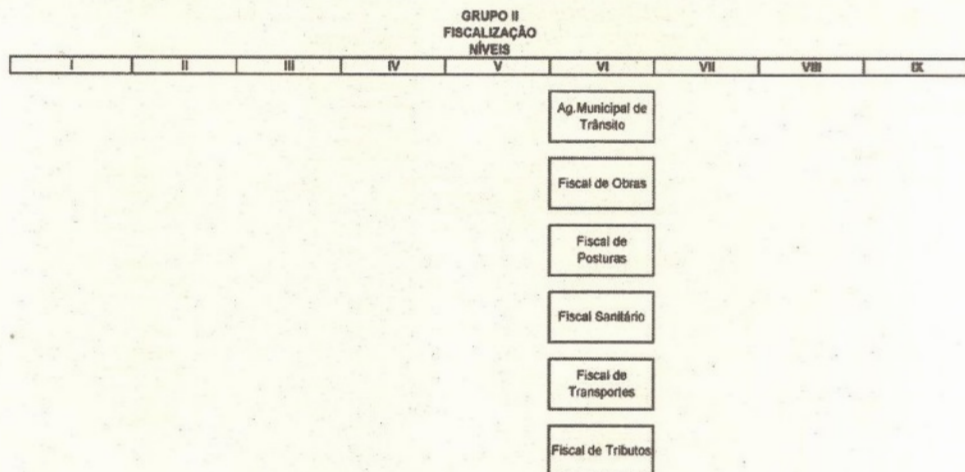 GRUPO II
FISCALIZAÇÃO
NÍVEIS
I II III IV V VI VII VIII IX
Ag.Municipal de
Trânsito
Fiscal de Obras
Fiscal de
Posturas
Fiscal Sanitário
Fiscal de
Transportes
Fiscal de Tributos